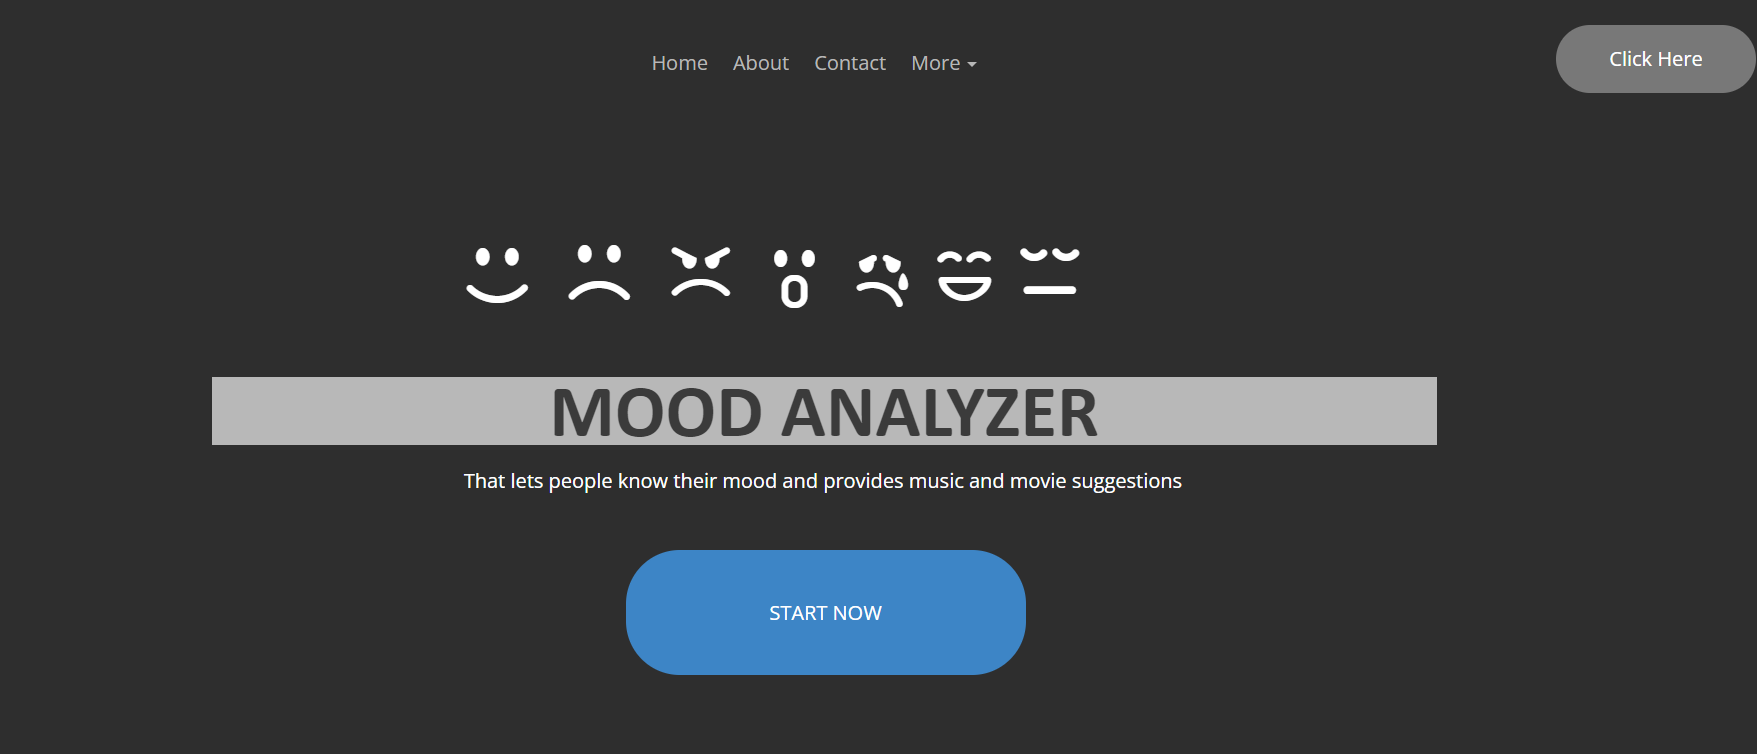 Home About Contact More
Click Here
MOOD ANALYZER
That lets people know their mood and provides music and movie suggestions
START NOW